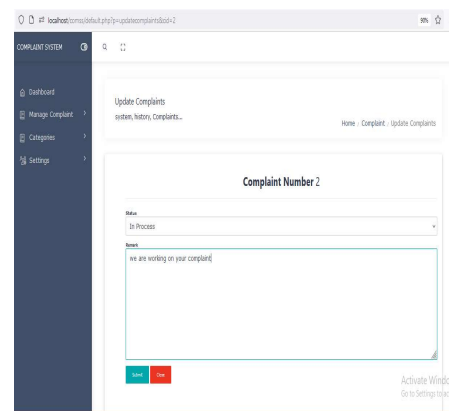 localhost/ccmss/default.php?p=updatecomplaints&cid=2
90%
COMPLAINT SYSTEM
Dashboard
Manage Complaint
Categories
Settings
Update Complaints
system, history, Complaints...
Home / Complaint / Update Complaints
Complaint Number 2
Status
In Process
Remark
we are working on your complaint
Submit Close
Activate Windo
Go to Settings to ac